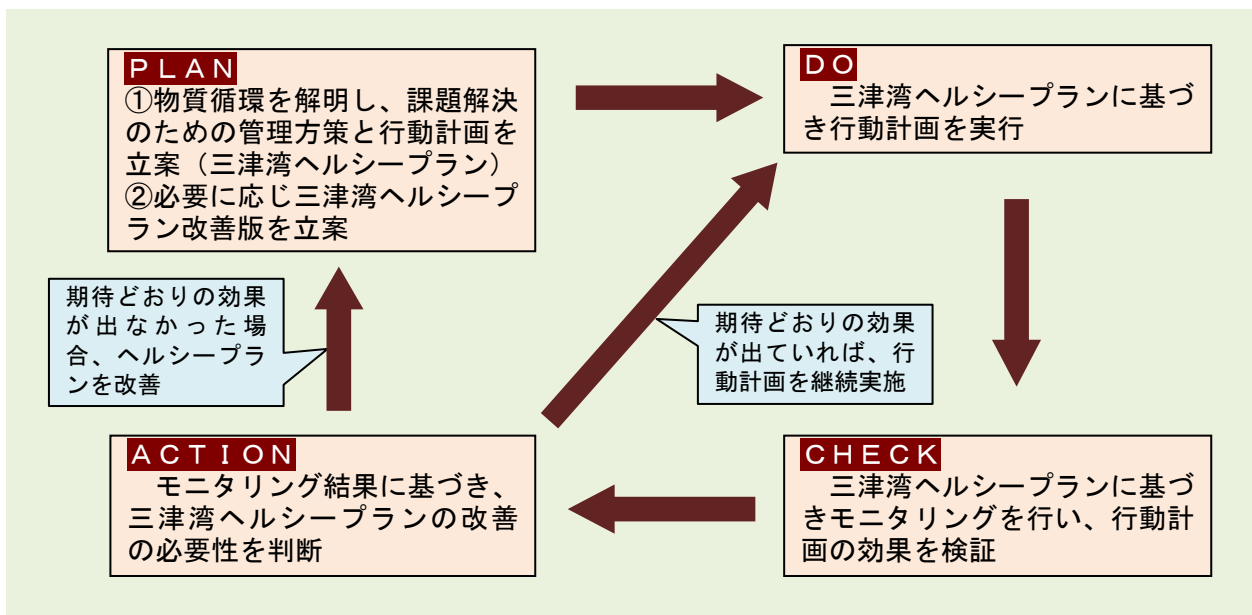 ＰＬＡＮ
①物質循環を解明し、課題解決
のための管理方策と行動計画を
立案（三津湾ヘルシープラン）
②必要に応じ三津湾ヘルシープ
ラン改善版を立案
ＤＯ
三津湾ヘルシープランに基づ
き行動計画を実行
期待どおりの効果
が出なかった場
合、ヘルシープラ
ンを改善
期待どおりの効果
が出ていれば、行
動計画を継続実施
ＡＣＴＩＯＮ
モニタリング結果に基づき、
三津湾ヘルシープランの改善
の必要性を判断
ＣＨＥＣＫ
三津湾ヘルシープランに基づ
きモニタリングを行い、行動計
画の効果を検証